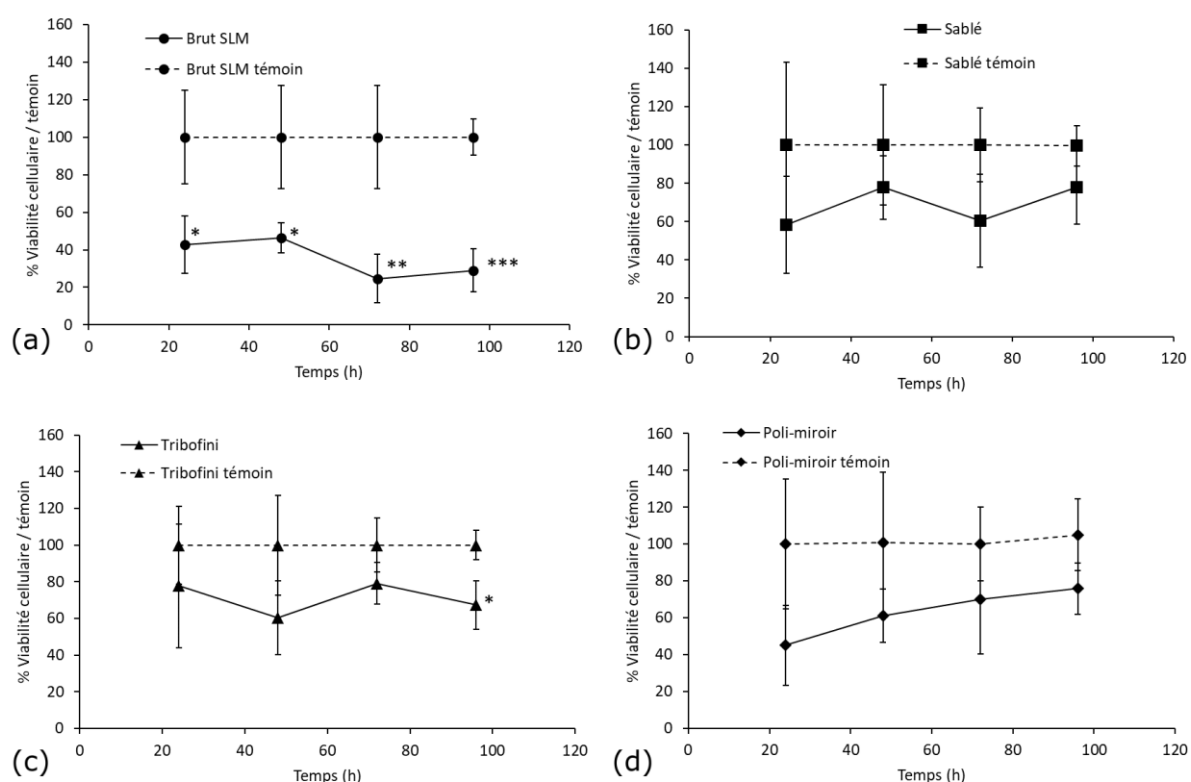 % Viabilité cellulaire / témoin
160
140
120
100
80
60
40
20
0
Brut SLM
Brut SLM témoin
*
*
**
***
0 20 40 60 80 100 120
Temps (h)
(a)
% Viabilité cellulaire / témoin
160
140
120
100
80
60
40
20
0
Sablé
Sablé témoin
0 20 40 60 80 100 120
Temps (h)
(b)
% Viabilité cellulaire / témoin
160
140
120
100
80
60
40
20
0
Tribofini
Tribofini témoin
*
0 20 40 60 80 100 120
Temps (h)
(c)
% Viabilité cellulaire / témoin
160
140
120
100
80
60
40
20
0
Poli-miroir
Poli-miroir témoin
0 20 40 60 80 100 120
Temps (h)
(d)